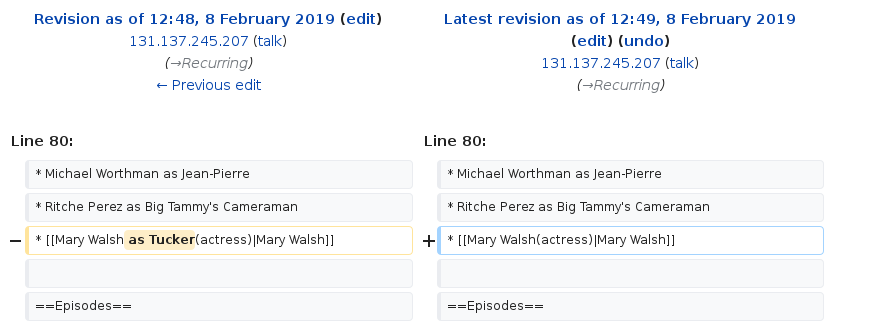 Revision as of 12:48, 8 February 2019 (edit)
131.137.245.207 (talk)
(→Recurring)
← Previous edit
Latest revision as of 12:49, 8 February 2019
(edit) (undo)
131.137.245.207 (talk)
(→Recurring)
Line 80:
Line 80:
* Michael Worthman as Jean-Pierre
* Michael Worthman as Jean-Pierre
* Ritche Perez as Big Tammy's Cameraman
* Ritche Perez as Big Tammy's Cameraman
− * [[Mary Walsh as Tucker(actress)|Mary Walsh]]
+ * [[Mary Walsh(actress)|Mary Walsh]]
==Episodes==
==Episodes==